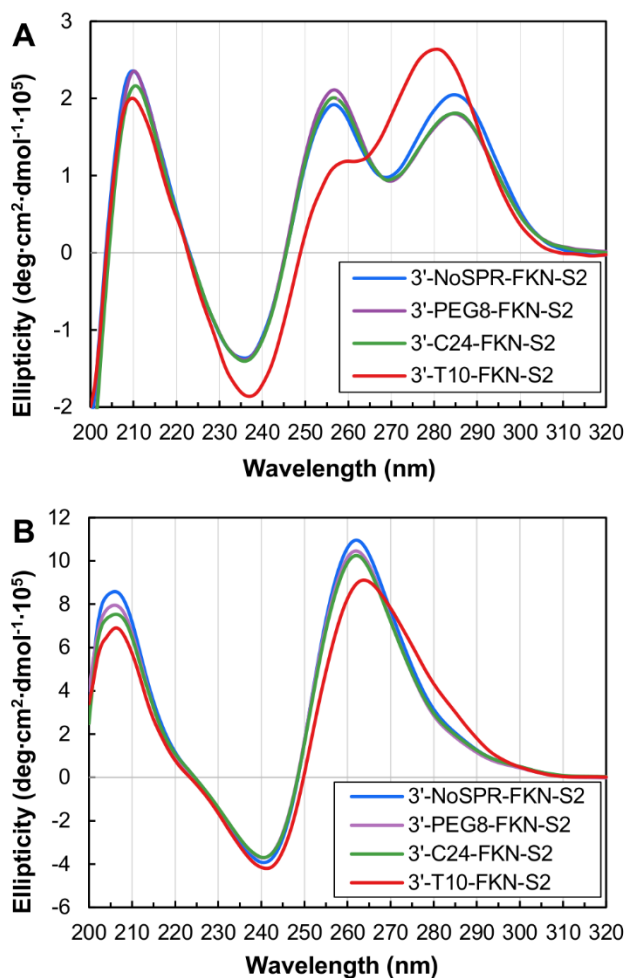 A
Ellipticity (deg·cm²·dmol⁻¹·10⁵)
3
2
1
0
-1
-2
3'-NoSPR-FKN-S2
3'-PEG8-FKN-S2
3'-C24-FKN-S2
3'-T10-FKN-S2
200 210 220 230 240 250 260 270 280 290 300 310 320
Wavelength (nm)
B
Ellipticity (deg·cm²·dmol⁻¹·10⁵)
12
10
8
6
4
2
0
-2
-4
-6
3'-NoSPR-FKN-S2
3'-PEG8-FKN-S2
3'-C24-FKN-S2
3'-T10-FKN-S2
200 210 220 230 240 250 260 270 280 290 300 310 320
Wavelength (nm)